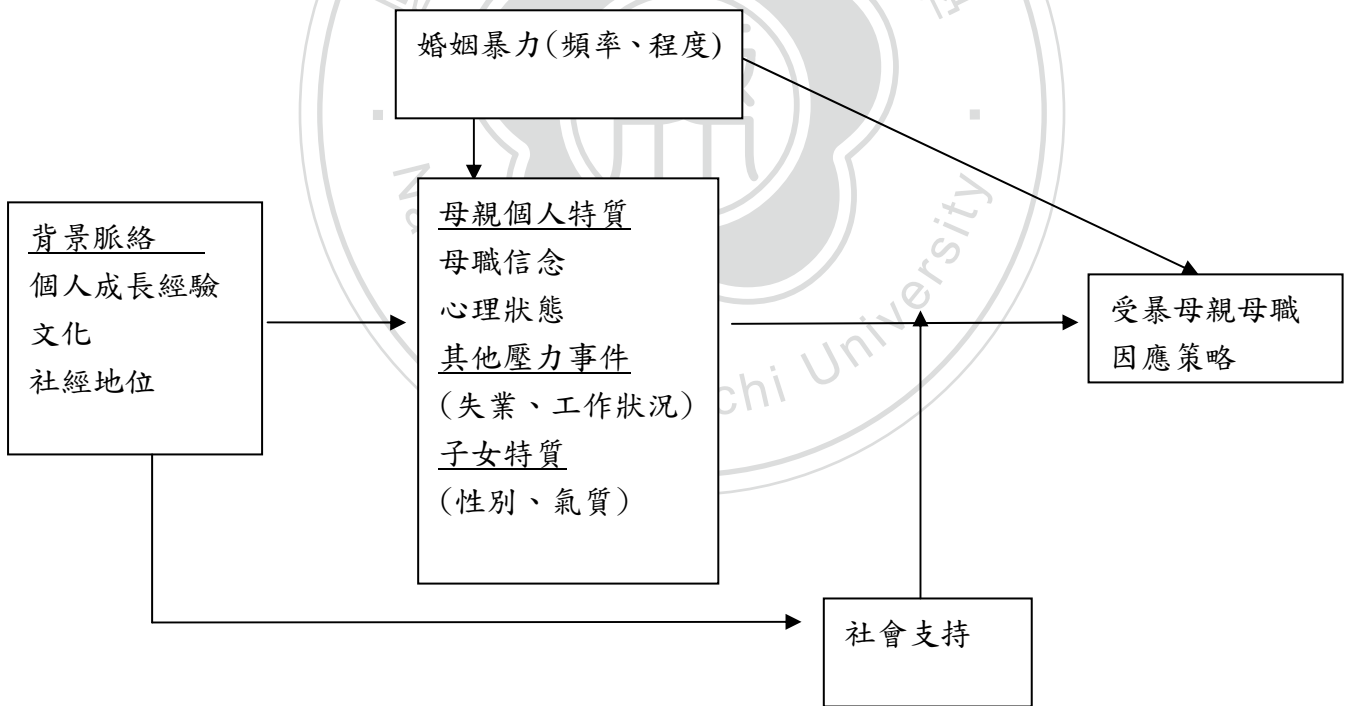 婚姻暴力(頻率、程度)
背景脈絡
個人成長經驗
文化
社經地位
母親個人特質
母職信念
心理狀態
其他壓力事件
(失業、工作狀況)
子女特質
(性別、氣質)
受暴母親母職
因應策略
社會支持
chi University